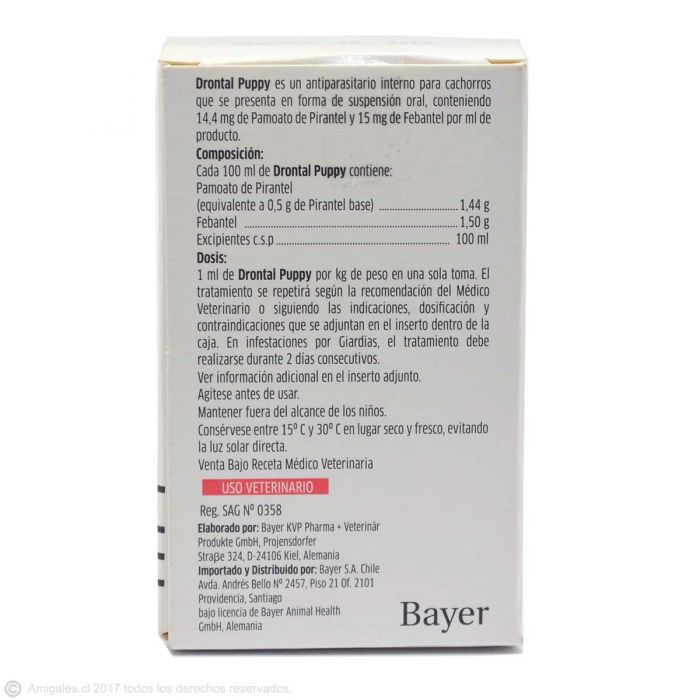 Drontal Puppy es un antiparasitario interno para cachorros
que se presenta en forma de suspensión oral, conteniendo
14,4 mg de Pamoato de Pirantel y 15 mg de Febantel por ml de
producto.
Composición:
Cada 100 ml de Drontal Puppy contiene:
Pamoato de Pirantel
(equivalente a 0,5 g de Pirantel base) ........................ 1,44 g
Febantel ................................................................ 1,50 g
Excipientes c.s.p .................................................... 100 ml
Dosis:
1 ml de Drontal Puppy por kg de peso en una sola toma. El
tratamiento se repetirá según la recomendación del Médico
Veterinario o siguiendo las indicaciones, dosificación y
contraindicaciones que se adjuntan en el inserto dentro de la
caja. En infestaciones por Giardias, el tratamiento debe
realizarse durante 2 días consecutivos.
Ver información adicional en el inserto adjunto.
Agítese antes de usar.
Mantener fuera del alcance de los niños.
Consérvese entre 15º C y 30º C en lugar seco y fresco, evitando
la luz solar directa.
Venta Bajo Receta Médico Veterinaria
USO VETERINARIO
Reg. SAG Nº 0358
Elaborado por: Bayer KVP Pharma + Veterinär
Produkte GmbH, Projensdorfer
Straβe 324, D-24106 Kiel, Alemania
Importado y Distribuido por: Bayer S.A. Chile
Avda. Andrés Bello Nº 2457, Piso 21 Of. 2101
Providencia, Santiago
bajo licencia de Bayer Animal Health
GmbH, Alemania
Bayer
© Amigales.cl 2017 todos los derechos reservados.